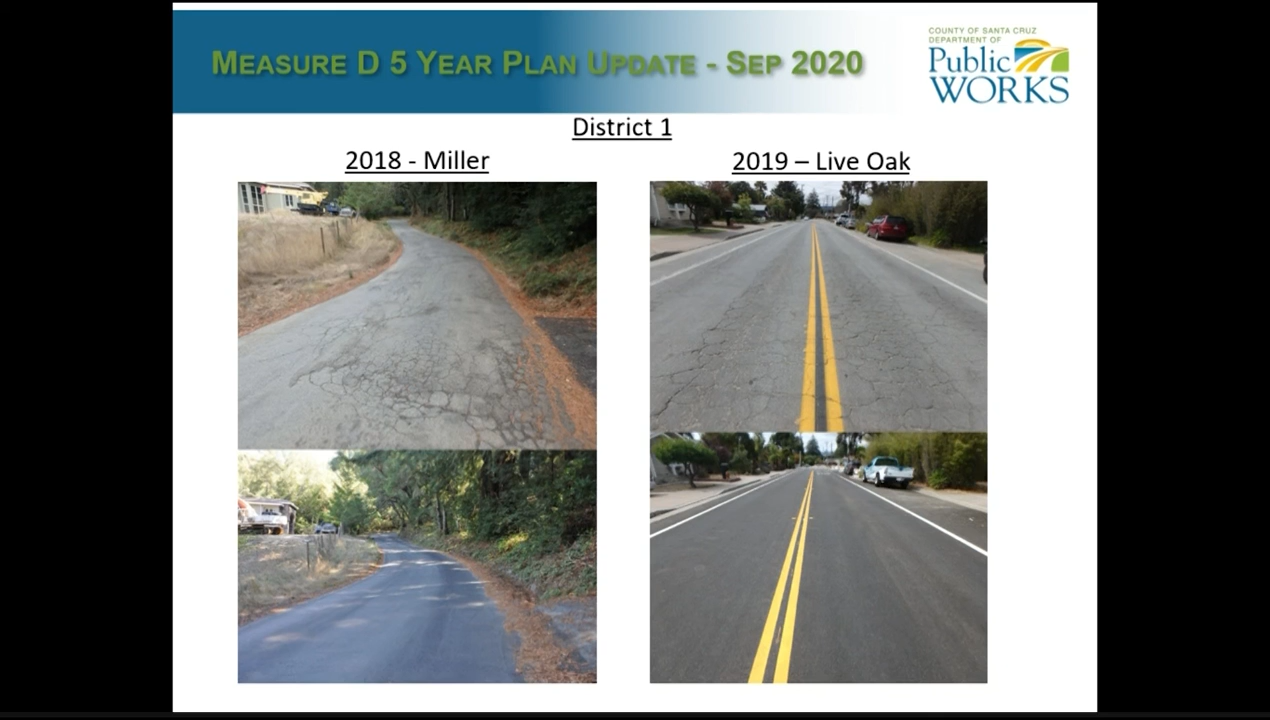 MEASURE D 5 YEAR PLAN UPDATE - SEP 2020
COUNTY OF SANTA CRUZ
DEPARTMENT OF
Public
WORKS
District 1
2018 - Miller
2019 – Live Oak